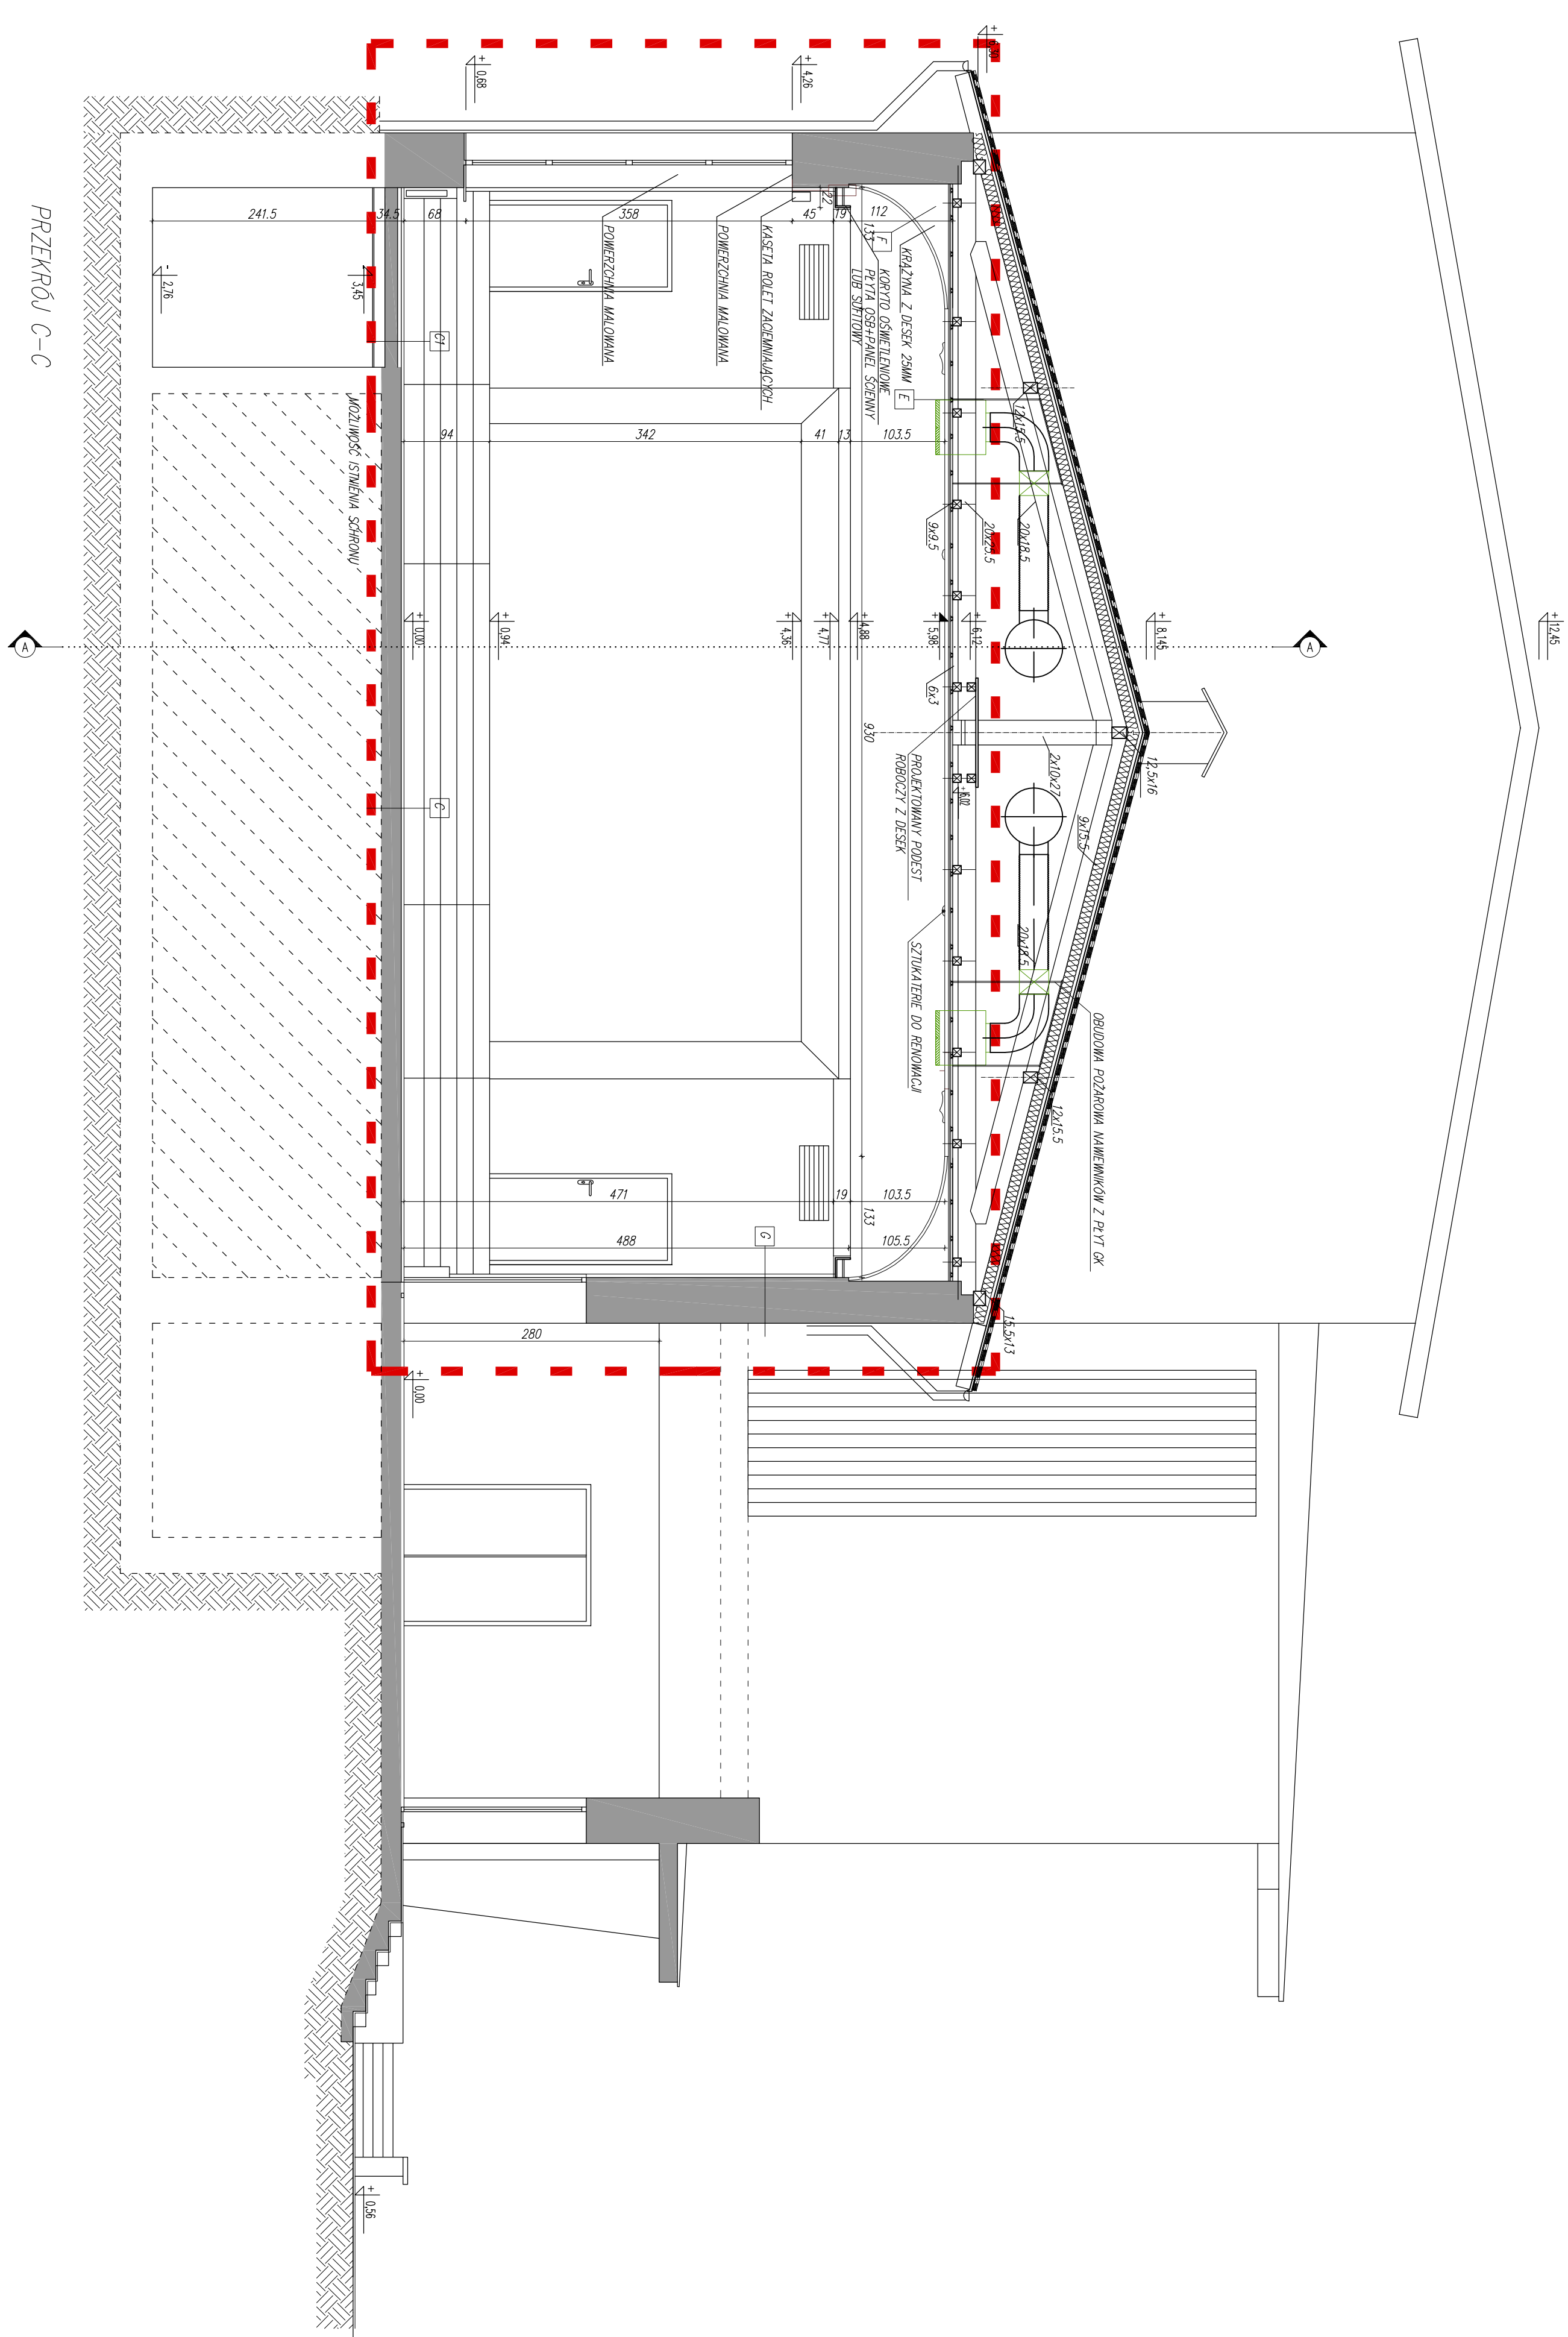 PRZEKRÓJ C-C
+ 12,45
+ 8,145
A
+ 6,12
+ 5,98
+ 4,88
+ 4,77
+ 4,36
+ 0,94
+ 0,00
A
+ 4,26
+ 0,68
3,45
- 2,76
+ 6,00
+ 0,00
+ 0,56
12,5x16
9x15.5
2x10x27
12x15.5
12x15.5
15,5x13
20x18.5
20x18.5
20x25.5
9x9.5
6x3
OBUDOWA POŻAROWA NAWIEWNIKÓW Z PŁYT GK
PROJEKTOWANY PODEST
ROBOCZY Z DESEK
SZTUKATERIE DO RENOWACJI
KRĄŻYNA Z DESEK 25MM
KORYTO OŚWIETLENIOWE
PŁYTA OSB+PANEL ŚCIENNY
LUB SUFITOWY
KASETA ROLET ZACIEMNIAJĄCYCH
POWIERZCHNIA MALOWANA
POWIERZCHNIA MALOWANA
MOŻLIWOŚĆ ISTNIENIA SCHRONU
E
F
G
C1
C
241.5
34.5
68
358
45
19
112
22
133
930
133
94
342
41
13
103.5
471
19
103.5
488
105.5
280